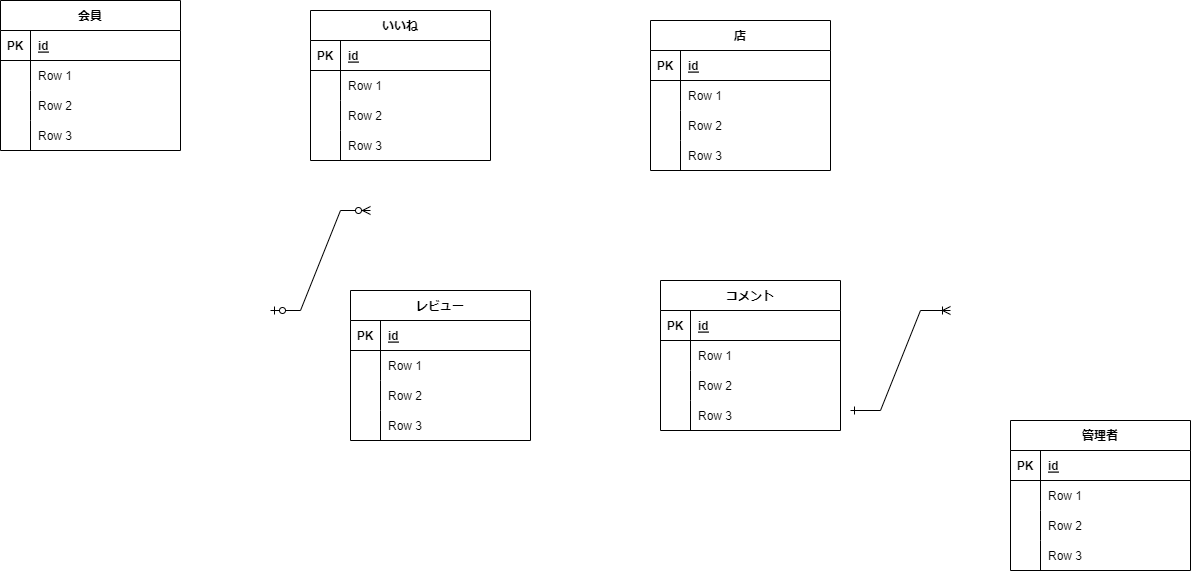 会員
PK id
Row 1
Row 2
Row 3
いいね
PK id
Row 1
Row 2
Row 3
店
PK id
Row 1
Row 2
Row 3
レビュー
PK id
Row 1
Row 2
Row 3
コメント
PK id
Row 1
Row 2
Row 3
管理者
PK id
Row 1
Row 2
Row 3